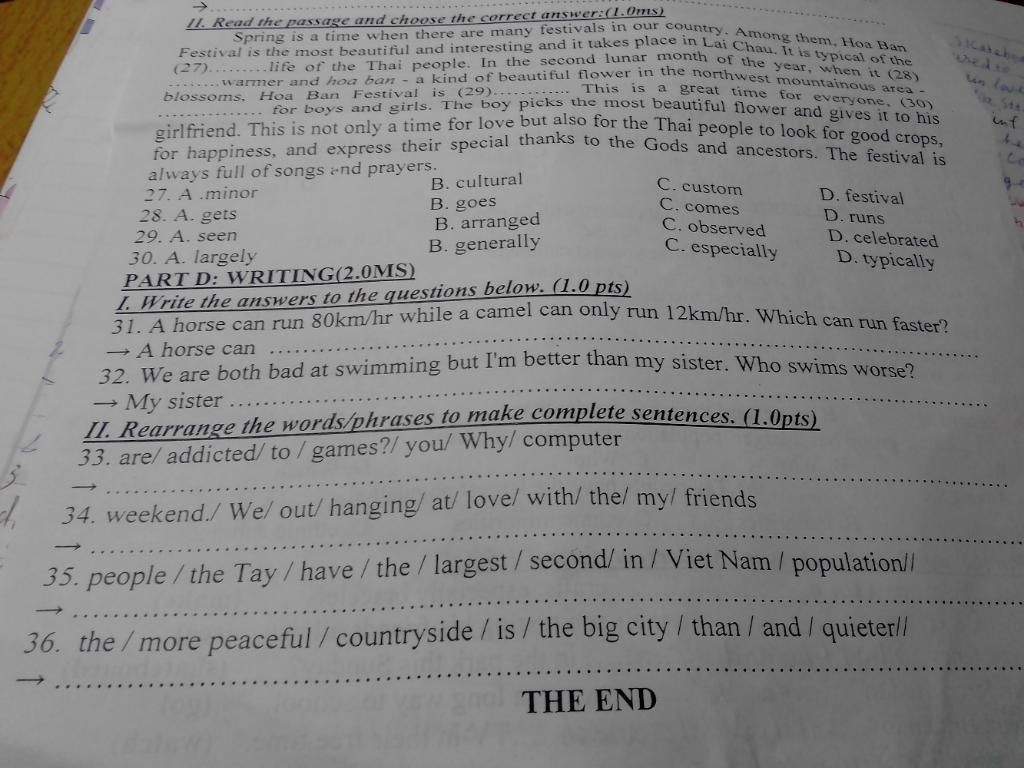 → ....................
II. Read the passage and choose the correct answer:(1.0ms)
Spring is a time when there are many festivals in our country. Among them, Hoa Ban
Festival is the most beautiful and interesting and it takes place in Lai Chau. It is typical of the
(27)..........life of the Thai people. In the second lunar month of the year, when it (28)
.........warmer and hoa ban - a kind of beautiful flower in the northwest mountainous area -
blossoms, Hoa Ban Festival is (29)............ This is a great time for everyone, (30)
.................. for boys and girls. The boy picks the most beautiful flower and gives it to his
girlfriend. This is not only a time for love but also for the Thai people to look for good crops,
for happiness, and express their special thanks to the Gods and ancestors. The festival is
always full of songs and prayers.
27. A .minor B. cultural C. custom D. festival
28. A. gets B. goes C. comes D. runs
29. A. seen B. arranged C. observed D. celebrated
30. A. largely B. generally C. especially D. typically
PART D: WRITING(2.0MS)
I. Write the answers to the questions below. (1.0 pts)
31. A horse can run 80km/hr while a camel can only run 12km/hr. Which can run faster?
→ A horse can ....................
32. We are both bad at swimming but I'm better than my sister. Who swims worse?
→ My sister ....................
II. Rearrange the words/phrases to make complete sentences. (1.0pts)
33. are/ addicted/ to / games?/ you/ Why/ computer
→ ....................
34. weekend./ We/ out/ hanging/ at/ love/ with/ the/ my/ friends
→ ....................
35. people / the Tay / have / the / largest / second/ in / Viet Nam / population//
→ ....................
36. the / more peaceful / countryside / is / the big city / than / and / quieter//
→ ....................
THE END